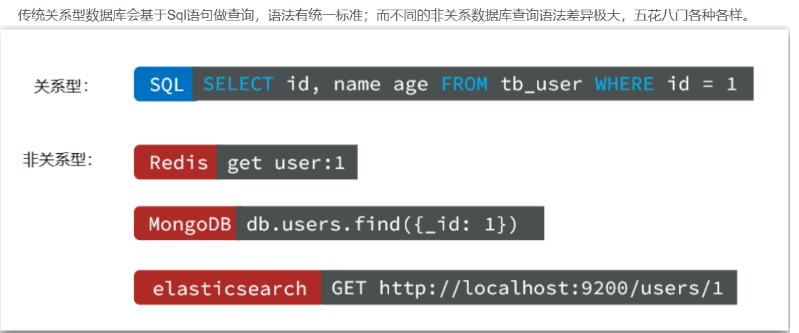 传统关系型数据库会基于Sql语句做查询，语法有统一标准；而不同的非关系数据库查询语法差异极大，五花八门各种各样。
关系型： SQL SELECT id, name age FROM tb_user WHERE id = 1
非关系型： Redis get user:1
MongoDB db.users.find({_id: 1})
elasticsearch GET http://localhost:9200/users/1